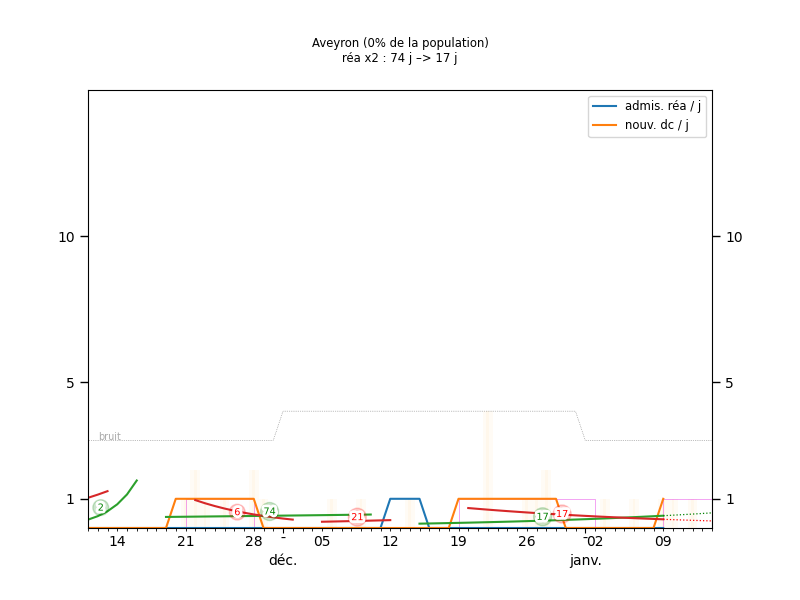 Aveyron (0% de la population)
réa x2 : 74 j –> 17 j
admis. réa / j
nouv. dc / j
10 10
5 5
bruit
1 1
2 6 74 21 17 -17
14 21 28 - 05 12 19 26 - 02 09
déc. janv.